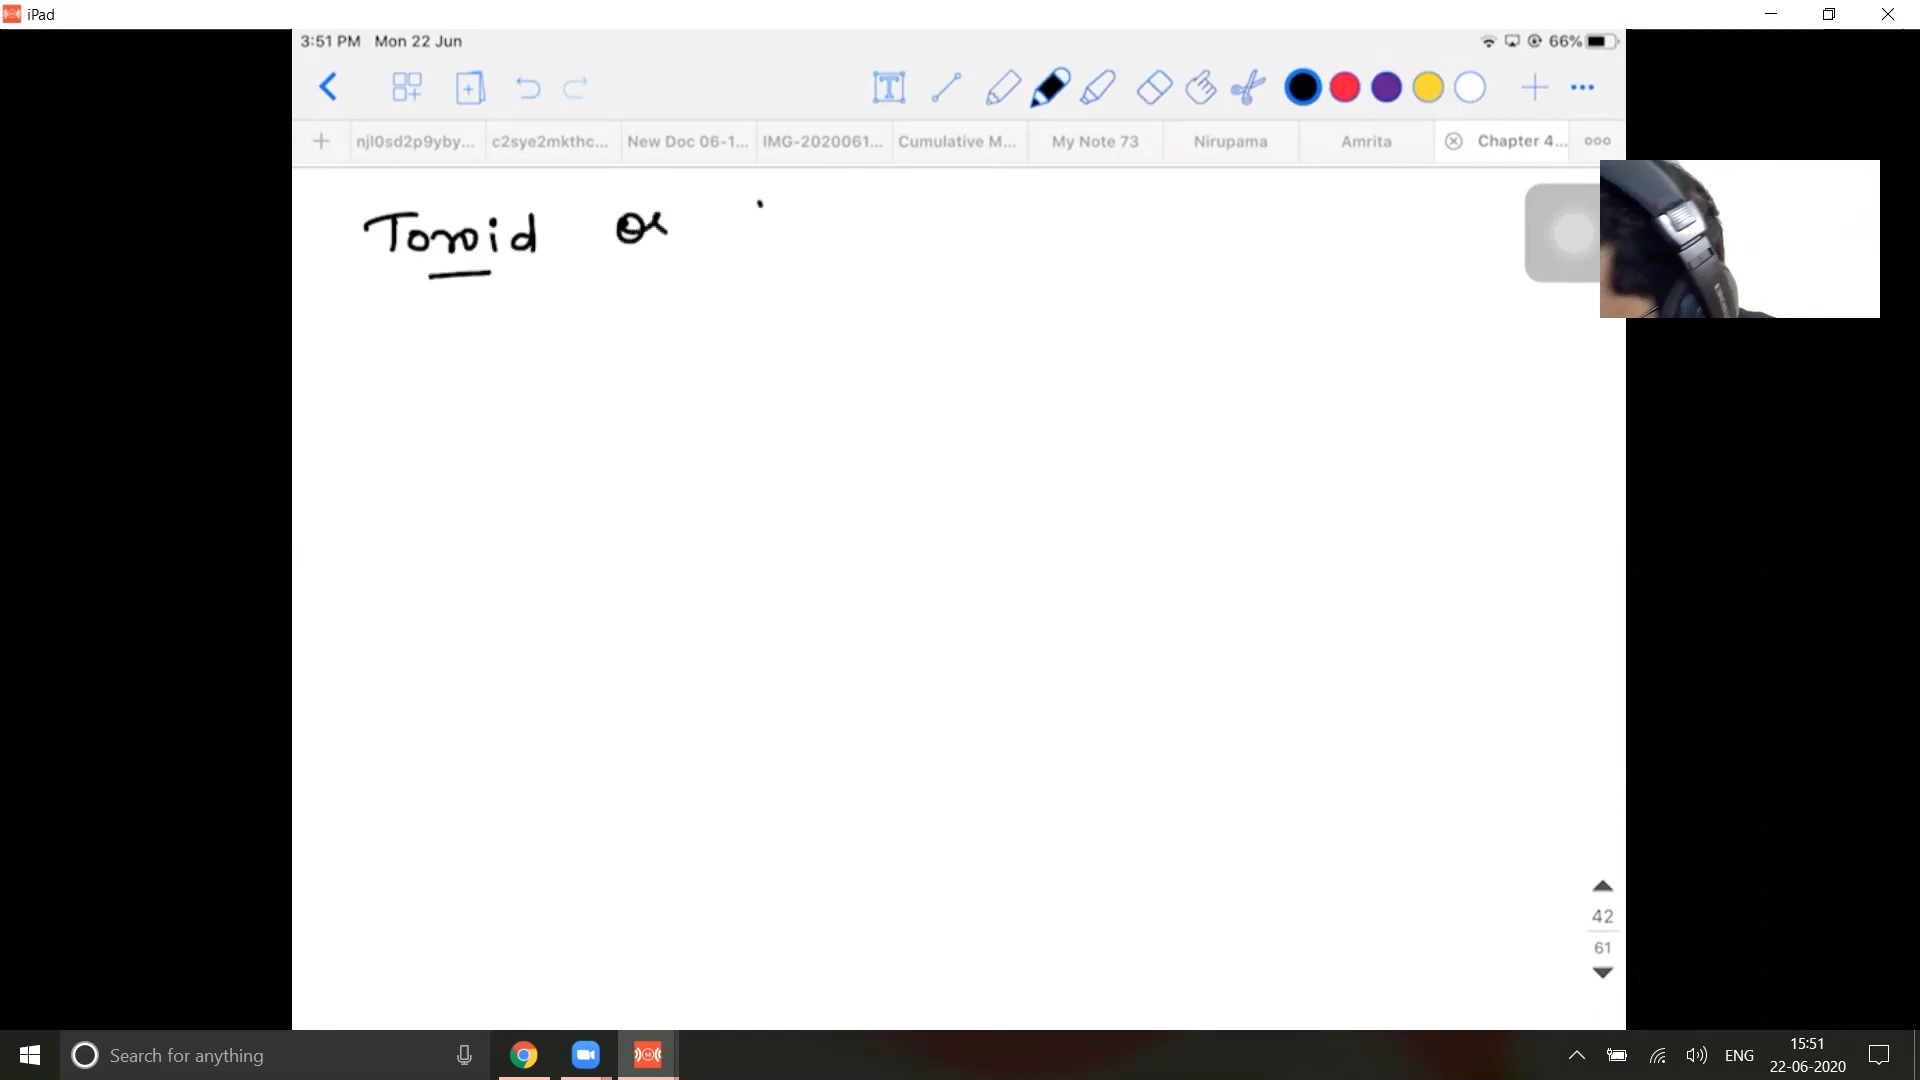 iPad
3:51 PM Mon 22 Jun 66%
T
njl0sd2p9yby... c2sye2mkthc... New Doc 06-1... IMG-2020061... Cumulative M... My Note 73 Nirupama Amrita Chapter 4...
Toroid or
42
61
Search for anything
ENG
15:51
22-06-2020